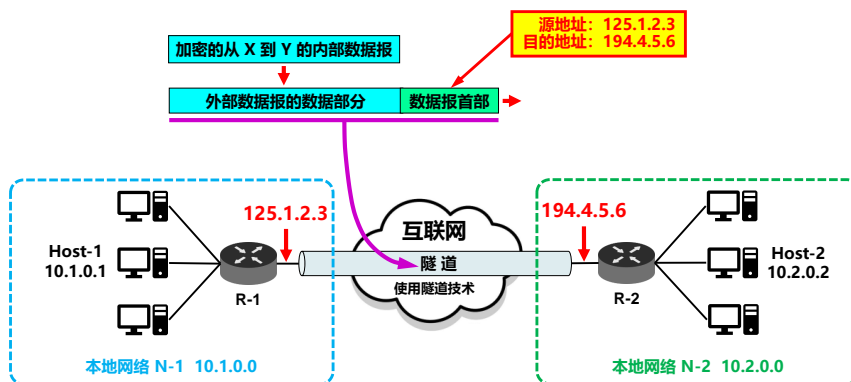 源地址：125.1.2.3
目的地址：194.4.5.6
加密的从 X 到 Y 的内部数据报
外部数据报的数据部分
数据报首部
125.1.2.3
互联网
194.4.5.6
Host-1
10.1.0.1
隧 道
使用隧道技术
Host-2
10.2.0.2
R-1
R-2
本地网络 N-1 10.1.0.0
本地网络 N-2 10.2.0.0